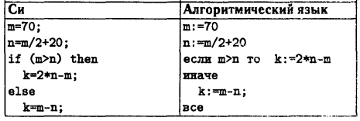 Си Алгоритмический язык
m=70; m:=70
n=m/2+20; n:=m/2+20
if (m>n) then если m>n то k:=2*n-m
k=2*n-m; иначе
else k:=m-n;
k=m-n; все